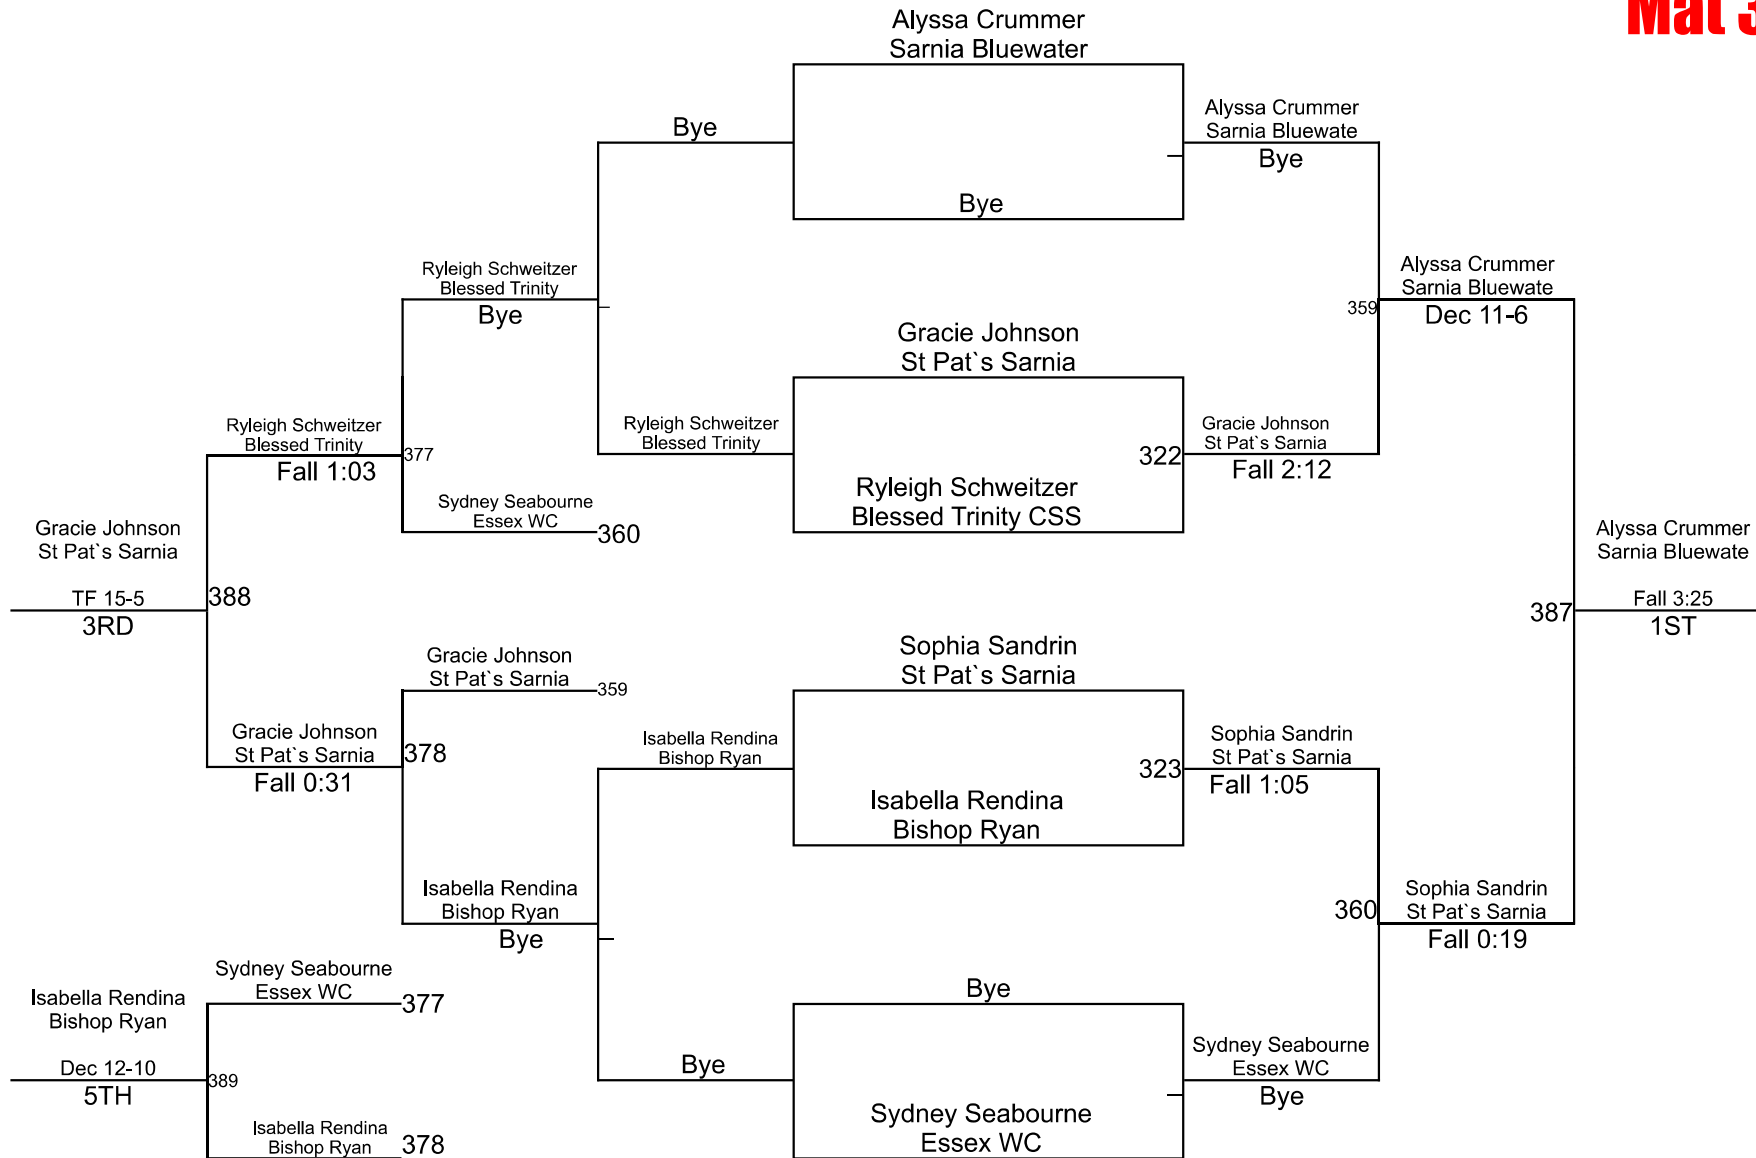 Mat 3
Alyssa Crummer
Sarnia Bluewater
Bye
Bye
Alyssa Crummer
Sarnia Bluewate
Bye
Ryleigh Schweitzer
Blessed Trinity
Bye
Alyssa Crummer
Sarnia Bluewate
359
Dec 11-6
Gracie Johnson
St Pat`s Sarnia
Ryleigh Schweitzer
Blessed Trinity
Fall 1:03
377
Ryleigh Schweitzer
Blessed Trinity
322
Gracie Johnson
St Pat`s Sarnia
Fall 2:12
Ryleigh Schweitzer
Blessed Trinity CSS
Sydney Seabourne
Essex WC
360
Gracie Johnson
St Pat`s Sarnia
TF 15-5
3RD
388
Alyssa Crummer
Sarnia Bluewate
387
Fall 3:25
1ST
Gracie Johnson
St Pat`s Sarnia
359
Sophia Sandrin
St Pat`s Sarnia
Gracie Johnson
St Pat`s Sarnia
Fall 0:31
378
Isabella Rendina
Bishop Ryan
323
Sophia Sandrin
St Pat`s Sarnia
Fall 1:05
Isabella Rendina
Bishop Ryan
Isabella Rendina
Bishop Ryan
Bye
360
Sophia Sandrin
St Pat`s Sarnia
Fall 0:19
Sydney Seabourne
Essex WC
377
Bye
Isabella Rendina
Bishop Ryan
Dec 12-10
5TH
389
Bye
Sydney Seabourne
Essex WC
Bye
Sydney Seabourne
Essex WC
Isabella Rendina
Bishop Ryan
378